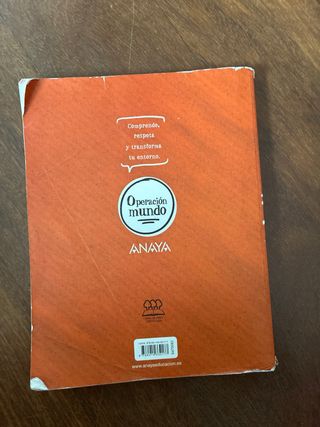 Comprende,
respeta
y transforma
tu entorno.
Operación
mundo
ANAYA
www.anayaeducacion.es